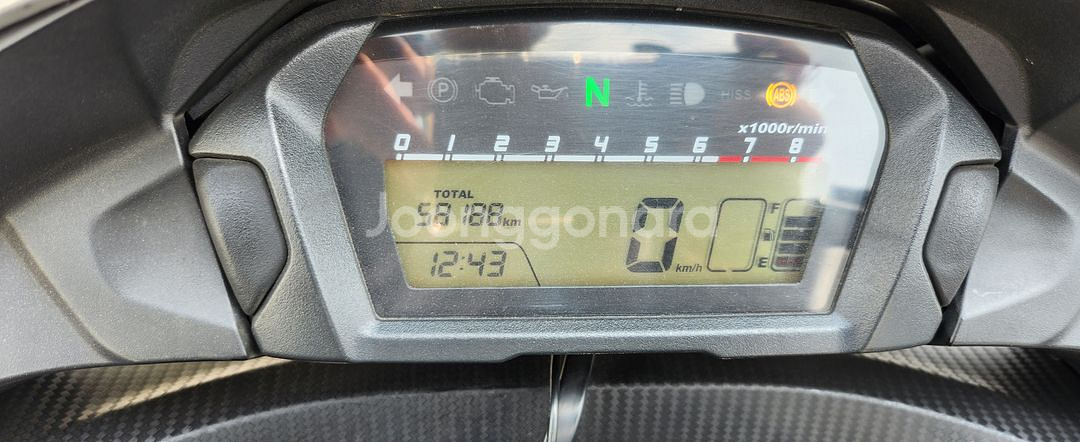 P N HISS ABS
x1000r/min
0 1 2 3 4 5 6 7 8
TOTAL
58188km
Joonggonara
12:43
0 km/h
F
E